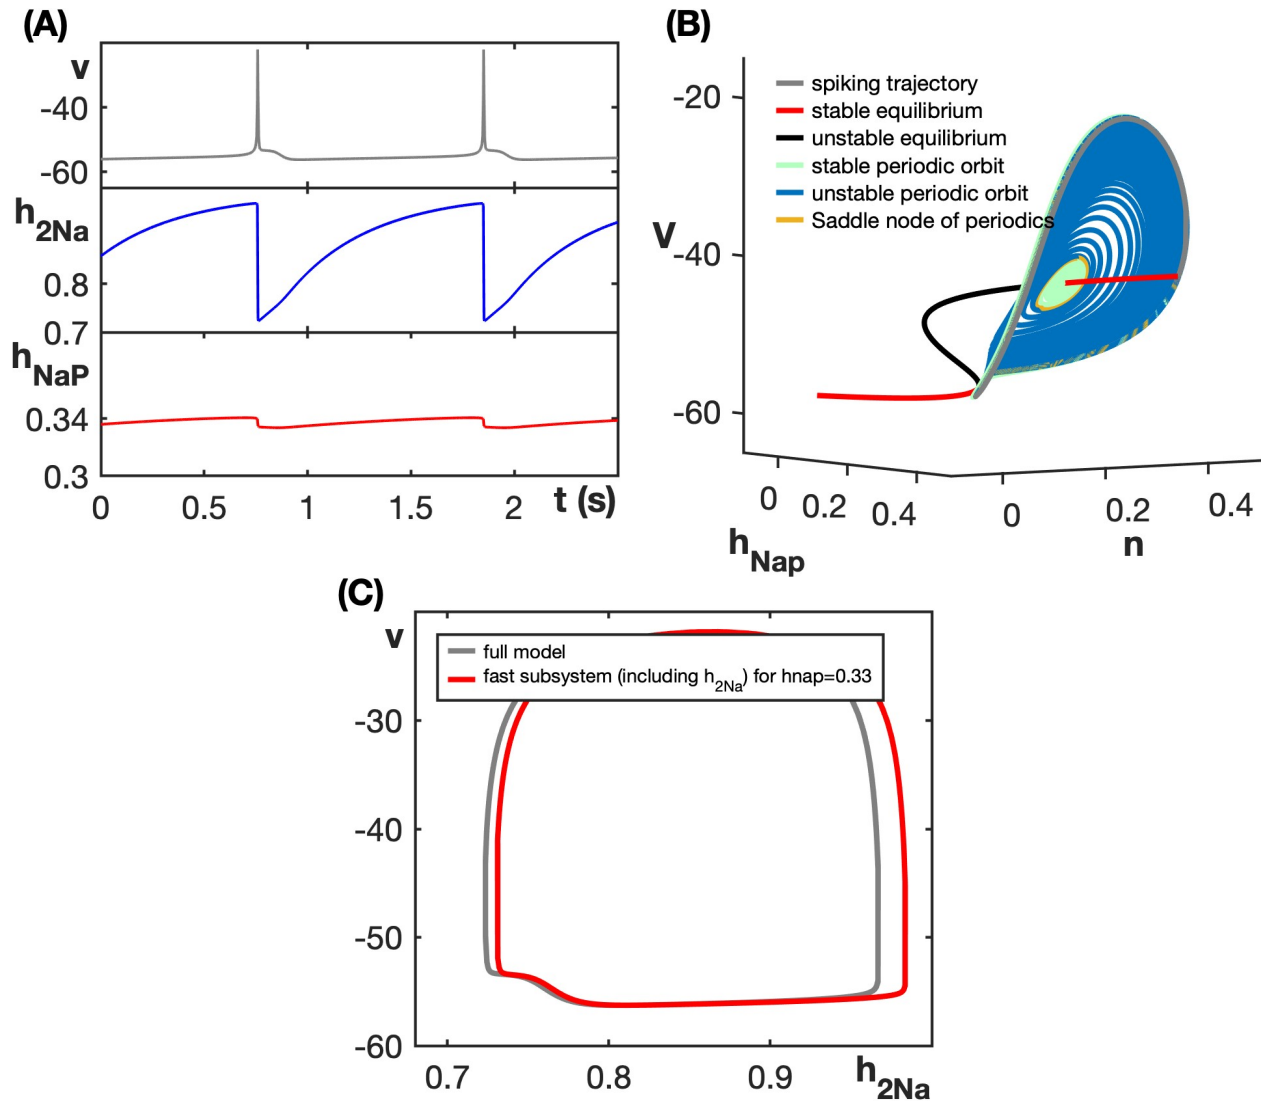 (A)
v
-40
-60
h2Na
0.8
0.7
hNaP
0.34
0.3
0 0.5 1 1.5 2 t (s)
(B)
-20
V
-40
-60
spiking trajectory
stable equilibrium
unstable equilibrium
stable periodic orbit
unstable periodic orbit
Saddle node of periodics
0 0.2 0.4 0 0.2 0.4
hNap n
(C)
v
full model
fast subsystem (including h2Na) for hnap=0.33
-30
-40
-50
-60
0.7 0.8 0.9 h2Na